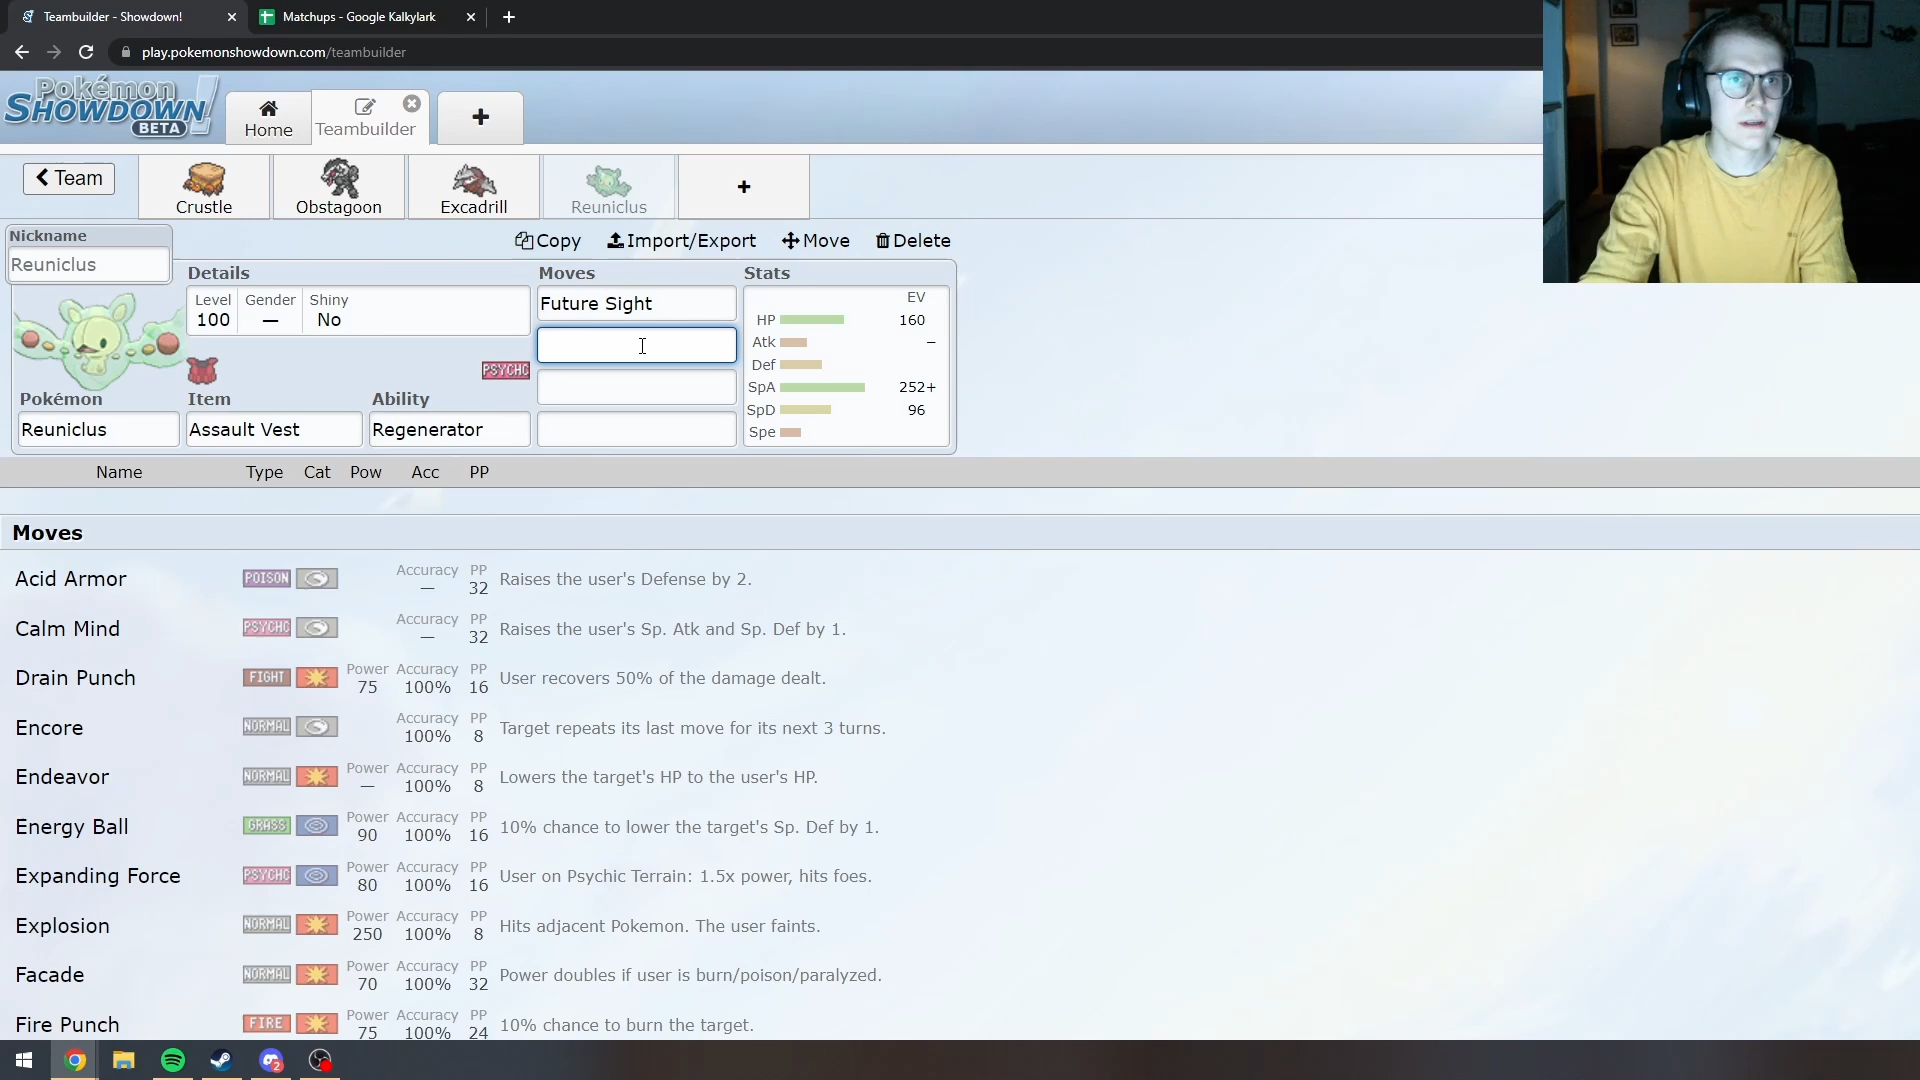 Teambuilder - Showdown!
Matchups - Google Kalkylark
play.pokemonshowdown.com/teambuilder
Pokémon
SHOWDOWN!
BETA
Home
Teambuilder
Team
Crustle
Obstagoon
Excadrill
Reuniclus
Nickname
Reuniclus
Copy Import/Export Move Delete
Details
Level Gender Shiny
100 — No
PSYCHC
Pokémon Item Ability
Reuniclus Assault Vest Regenerator
Moves
Future Sight
Stats
EV
HP 160
Atk –
Def
SpA 252+
SpD 96
Spe
Name Type Cat Pow Acc PP
Moves
Acid Armor POISON Accuracy — PP 32 Raises the user's Defense by 2.
Calm Mind PSYCHC Accuracy — PP 32 Raises the user's Sp. Atk and Sp. Def by 1.
Drain Punch FIGHT Power 75 Accuracy 100% PP 16 User recovers 50% of the damage dealt.
Encore NORMAL Accuracy 100% PP 8 Target repeats its last move for its next 3 turns.
Endeavor NORMAL Power — Accuracy 100% PP 8 Lowers the target's HP to the user's HP.
Energy Ball GRASS Power 90 Accuracy 100% PP 16 10% chance to lower the target's Sp. Def by 1.
Expanding Force PSYCHC Power 80 Accuracy 100% PP 16 User on Psychic Terrain: 1.5x power, hits foes.
Explosion NORMAL Power 250 Accuracy 100% PP 8 Hits adjacent Pokemon. The user faints.
Facade NORMAL Power 70 Accuracy 100% PP 32 Power doubles if user is burn/poison/paralyzed.
Fire Punch FIRE Power 75 Accuracy 100% PP 24 10% chance to burn the target.
2